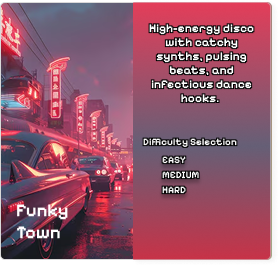 High-energy disco
with catchy
synths, pulsing
beats, and
infectious dance
hooks.
Difficulty Selection
EASY
MEDIUM
HARD
Funky
Town